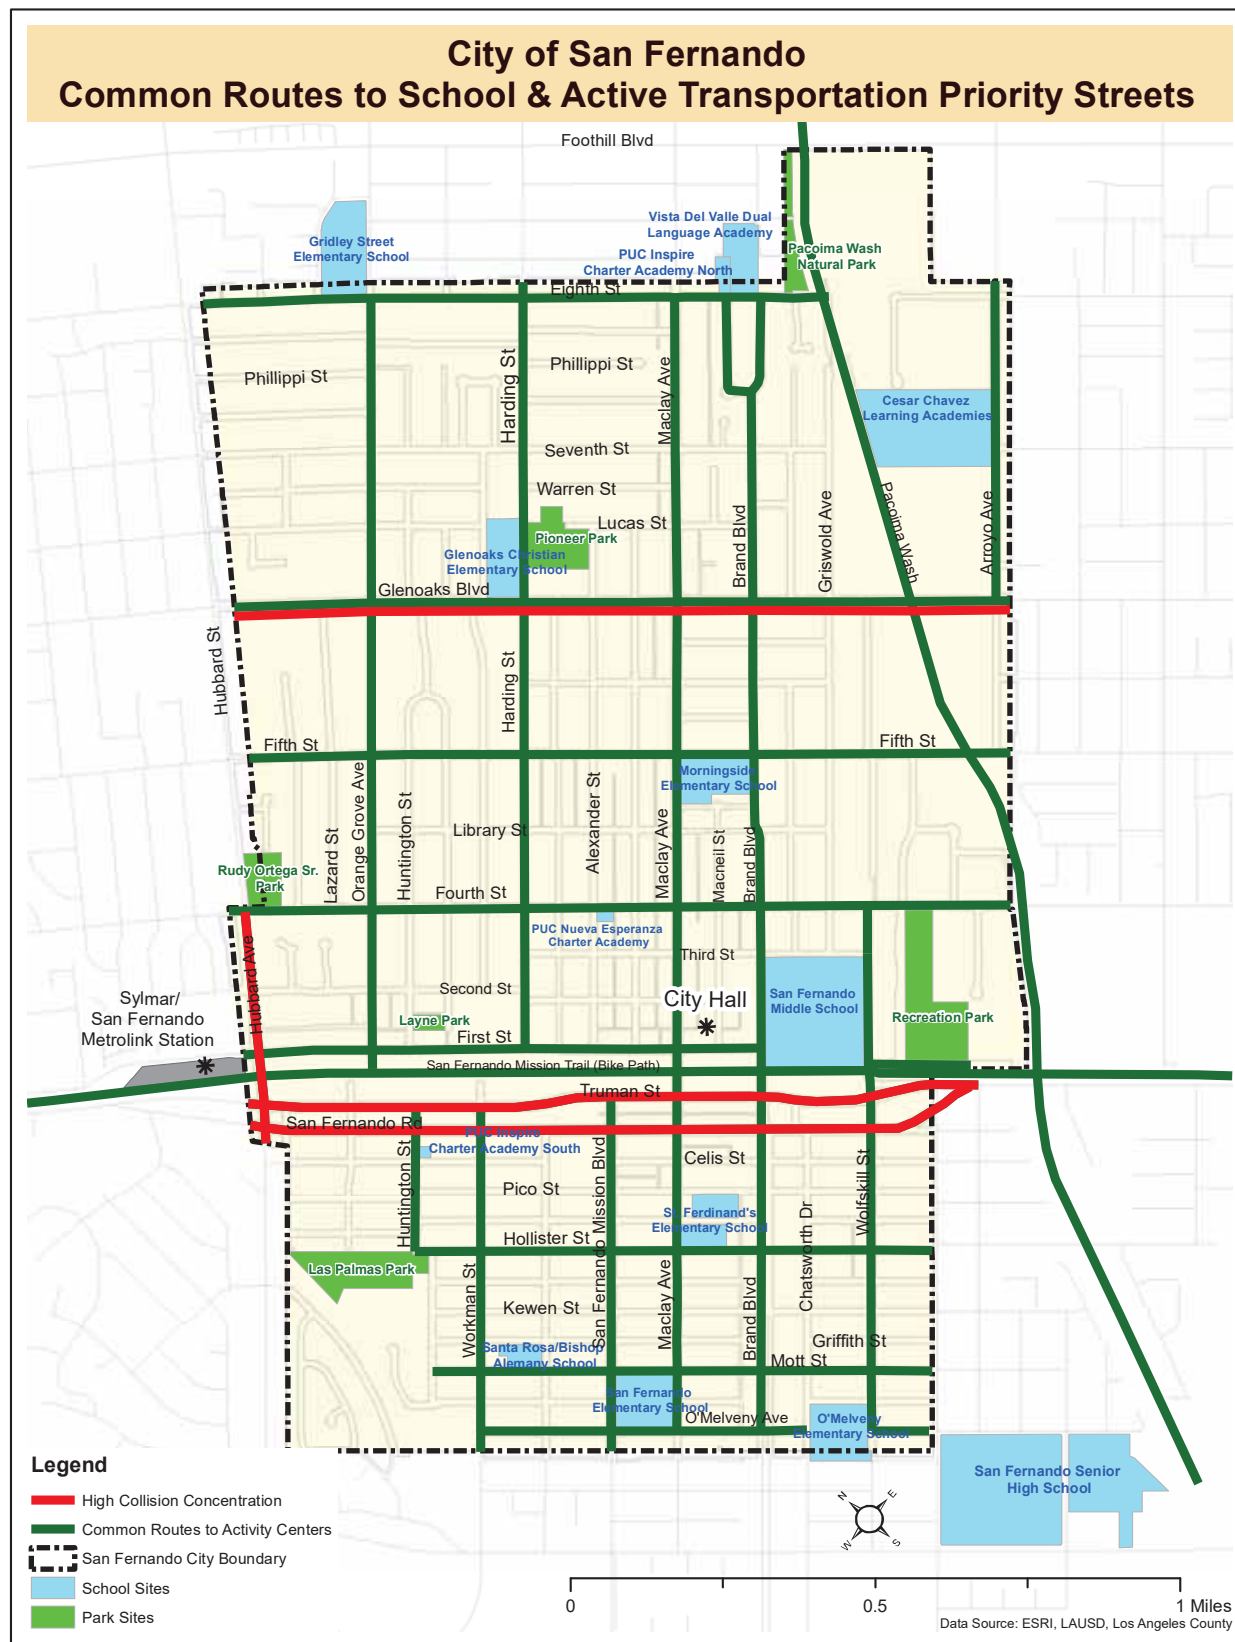 City of San Fernando
Common Routes to School & Active Transportation Priority Streets
Foothill Blvd
Vista Del Valle Dual
Language Academy
Gridley Street
Elementary School
PUC Inspire
Charter Academy North
Pacoima Wash
Natural Park
Eighth St
Phillippi St
Phillippi St
Harding St
Maclay Ave
Cesar Chavez
Learning Academies
Seventh St
Warren St
Lucas St
Pioneer Park
Glenoaks Christian
Elementary School
Glenoaks Blvd
Brand Blvd
Griswold Ave
Pacoima Wash
Arroyo Ave
Hubbard St
Harding St
Fifth St
Fifth St
Morningside
Elementary School
Orange Grove Ave
Huntington St
Alexander St
Library St
Lazard St
Maclay Ave
Macneil St
Brand Blvd
Rudy Ortega Sr.
Park
Fourth St
PUC Nueva Esperanza
Charter Academy
Third St
Hubbard Ave
Second St
City Hall
San Fernando
Middle School
Sylmar/
San Fernando
Metrolink Station
Layne Park
Recreation Park
First St
San Fernando Mission Trail (Bike Path)
Truman St
San Fernando Rd
PUC Inspire
Charter Academy South
Huntington St
San Fernando Mission Blvd
Celis St
Wolfskill St
Pico St
St. Ferdinand's
Elementary School
Chatsworth Dr
Hollister St
Las Palmas Park
Workman St
Maclay Ave
Brand Blvd
Kewen St
Griffith St
Santa Rosa/Bishop
Alemany School
Mott St
San Fernando
Elementary School
O'Melveny Ave
O'Melveny
Elementary School
San Fernando Senior
High School
Legend
High Collision Concentration
Common Routes to Activity Centers
San Fernando City Boundary
School Sites
Park Sites
N
E
W
S
0
0.5
1 Miles
Data Source: ESRI, LAUSD, Los Angeles County